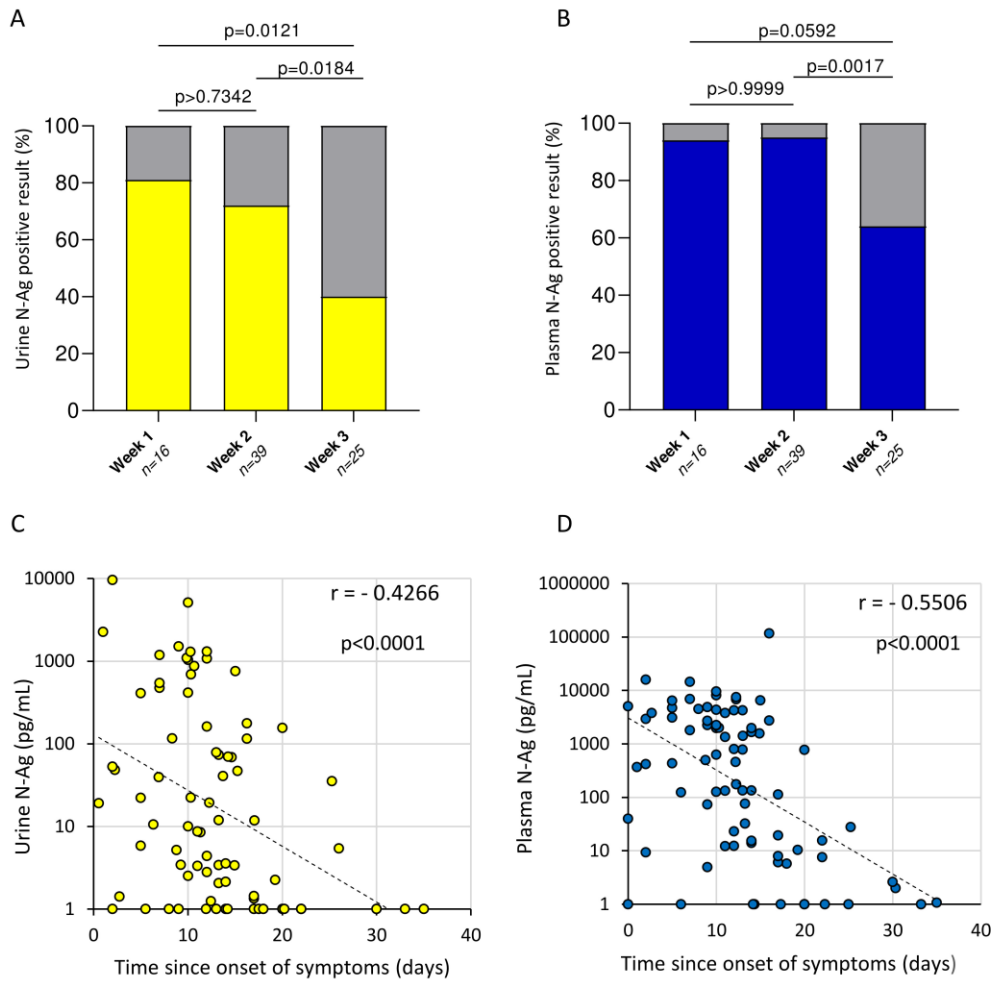 A
p=0.0121
p=0.0184
p>0.7342
Urine N-Ag positive result (%)
100
80
60
40
20
0
Week 1
n=16
Week 2
n=39
Week 3
n=25
B
p=0.0592
p=0.0017
p>0.9999
Plasma N-Ag positive result (%)
100
80
60
40
20
0
Week 1
n=16
Week 2
n=39
Week 3
n=25
C
r = - 0.4266
p<0.0001
Urine N-Ag (pg/mL)
10000
1000
100
10
1
0 10 20 30 40
Time since onset of symptoms (days)
D
r = - 0.5506
p<0.0001
Plasma N-Ag (pg/mL)
1000000
100000
10000
1000
100
10
1
0 10 20 30 40
Time since onset of symptoms (days)